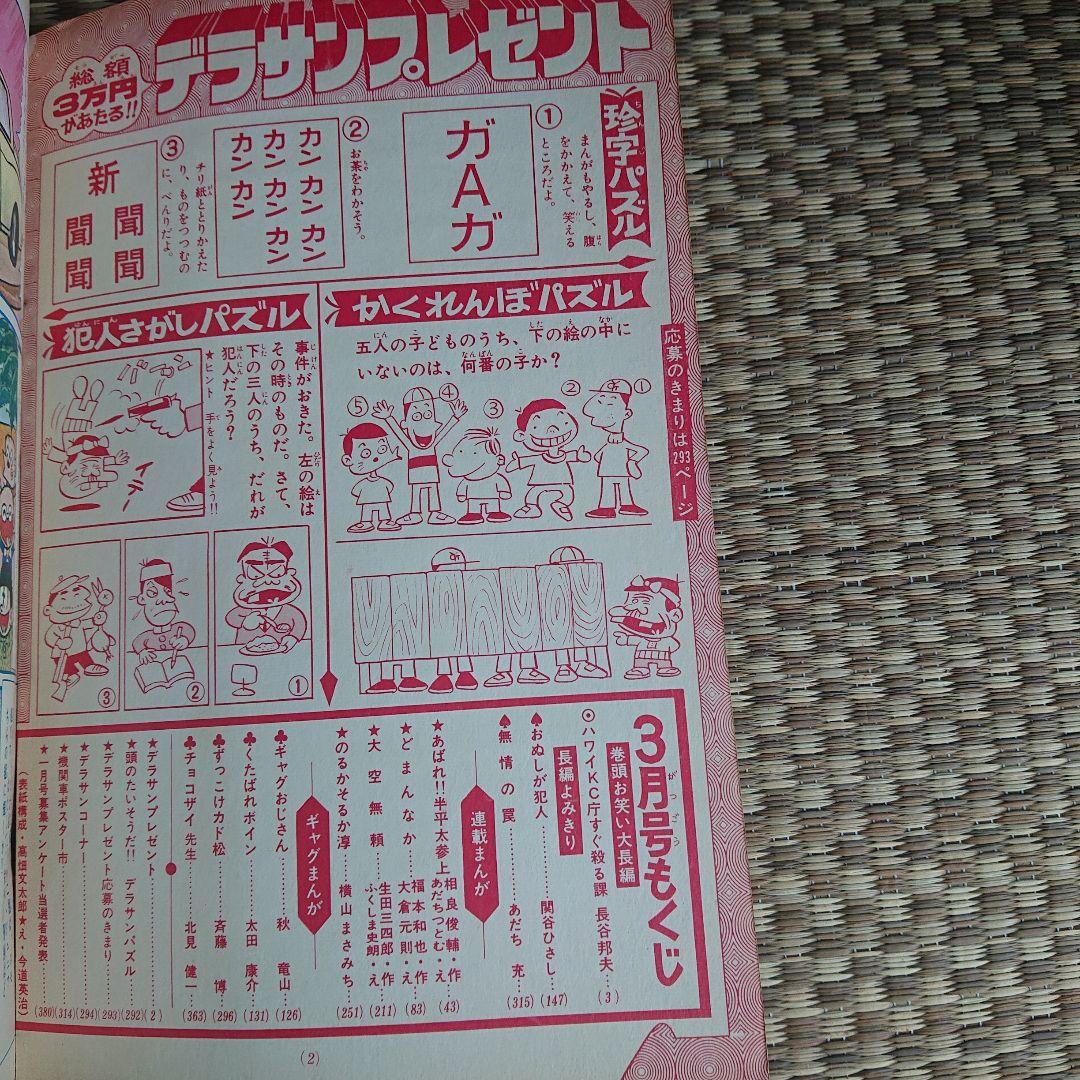 デラサンプレゼント
総額
3万円
があたる!!
珍字パズル
①
まんがもやるし、腹
をかかえて、笑える
ところだよ。
ガAガ
②
お茶をわかそう。
カンカンカン
カンカンカン
カンカン
③
チリ紙ととりかえた
り、ものをつつむの
に、べんりだよ。
新
聞聞
聞聞
応募のきまりは293ページ
かくれんぼパズル
五人の子どものうち、下の絵の中に
いないのは、何番の子か?
①
②
③
④
⑤
犯人さがしパズル
事件がおきた。左の絵は
その時のものだ。さて、
下の三人のうち、だれが
犯人だろう?
★ヒント 手をよく見よう!!
バーン
イテ
①
②
③
3月号もくじ
巻頭お笑い大長編
◎ハワイKC庁すぐ殺る課 長谷邦夫…(3)
長編よみきり
♠おぬしが犯人………関谷ひさし…(147)
♠無情の罠………あだち 充…(315)
連載まんが
★あばれ!!半平太参上 相良俊輔・作 あだちつとむ・え (43)
★どまんなか……福本和也・作 大倉元則・え (83)
★大空無頼……生田三四郎・作 ふくしま史朗・え (211)
★のるかそるか淳……横山まさみち (251)
ギャグまんが
♣ギャグおじさん……秋 竜山…(126)
♣くたばれボイン……太田 康介…(131)
♣ずっこけカド松……斉藤 博…(296)
♣チョコザイ先生……北見 健一…(363)
★デラサンプレゼント……(2)
★頭のたいそうだ!! デラサンパズル……(292)
★デラサンプレゼント応募のきまり……(293)
★デラサンコーナー……(294)
★機関車ポスター市……(314)
★一月号募集アンケート当選者発表……(380)
(表紙構成・高畑文太郎★え・今道英治)
(2)